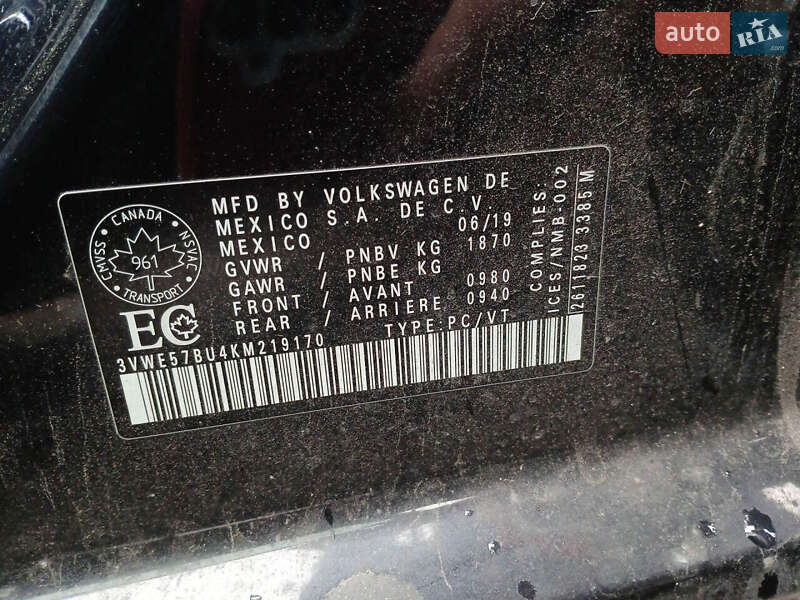 auto RIA.com
MFD BY VOLKSWAGEN DE
MEXICO S.A. DE C.V.
MEXICO 06/19
GVWR / PNBV KG 1870
GAWR / PNBE KG
FRONT / AVANT 0980
REAR / ARRIERE 0940
TYPE:PC/VT
3VWE57BU4KM219170
CANADA
CMVSS
NSVAC
961
TRANSPORT
EC
COMPLIES:
ICES/NMB-002
2611823 3385M